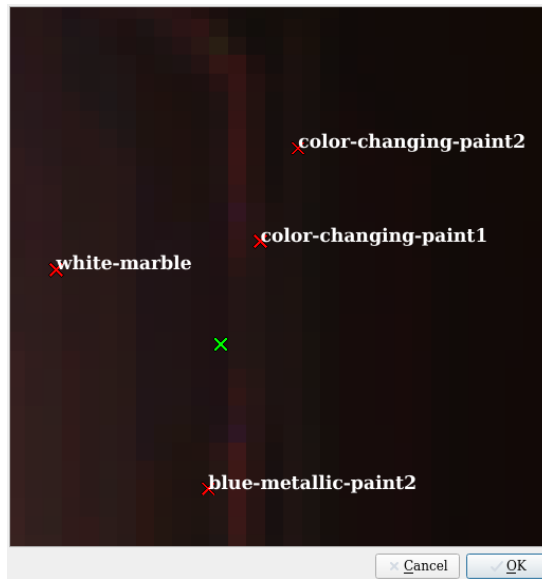 color-changing-paint2
color-changing-paint1
white-marble
blue-metallic-paint2
Cancel
OK